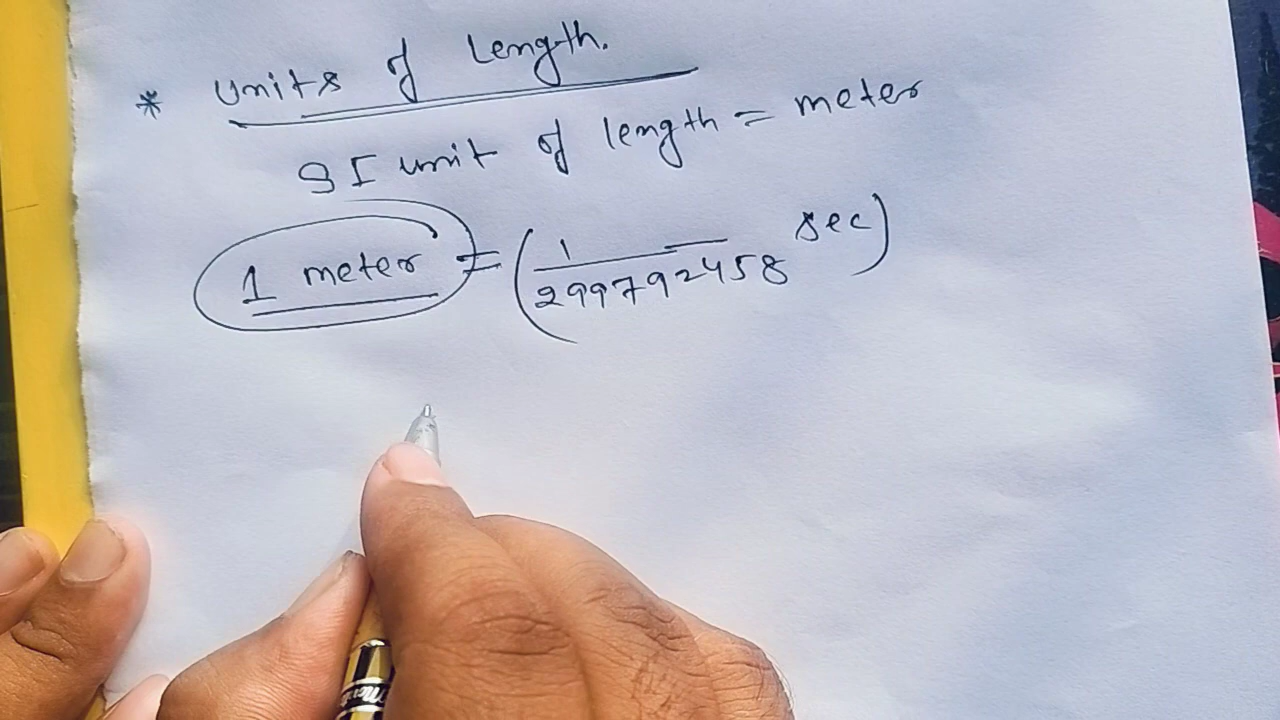 * Units of Length.
SI unit of length = meter
1 meter = (1/299792458 sec)